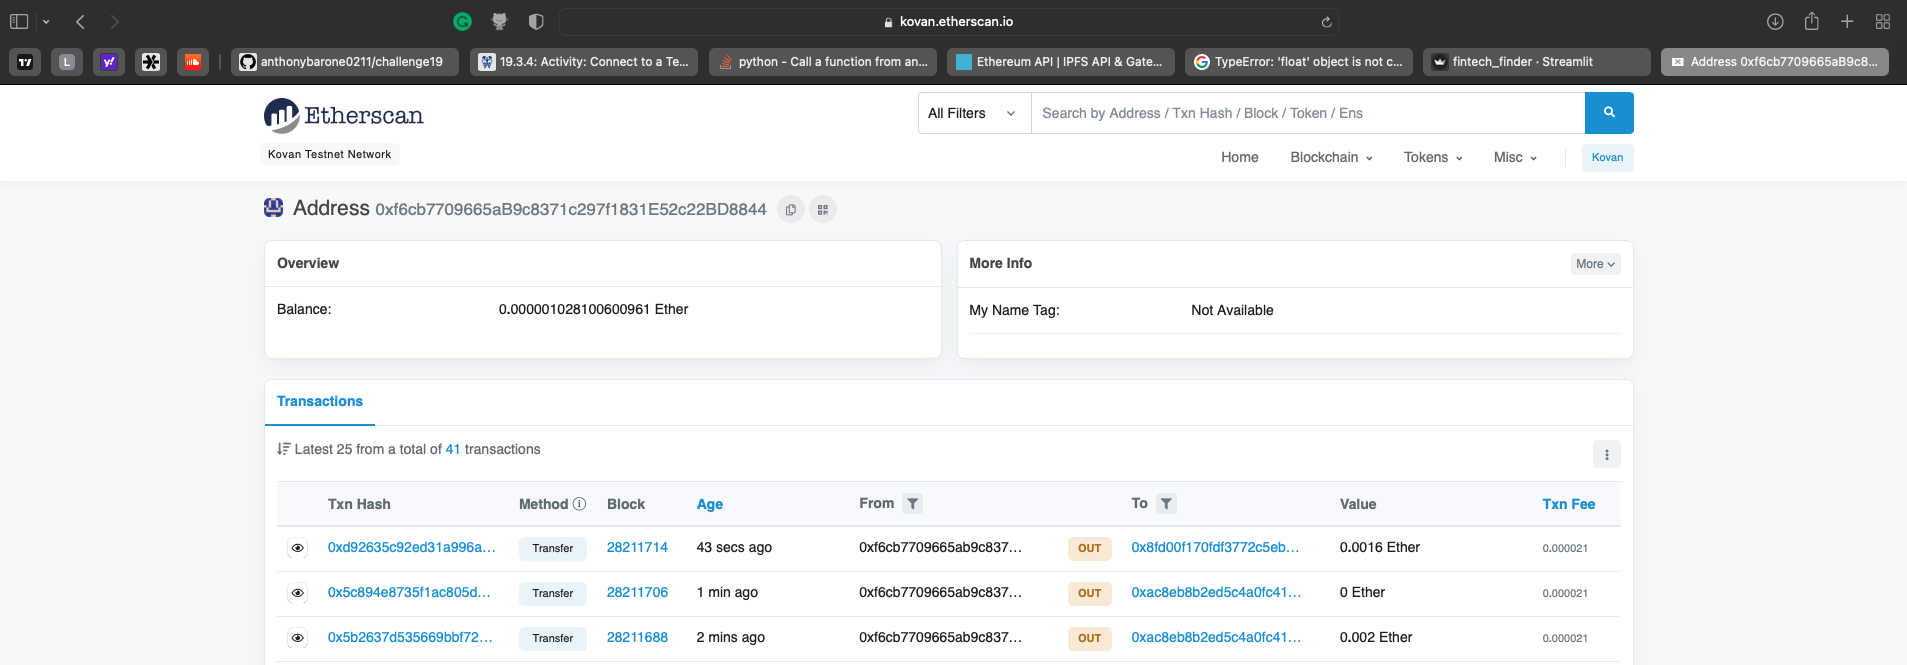 kovan.etherscan.io
L
y!
anthonybarone0211/challenge19
19.3.4: Activity: Connect to a Te...
python - Call a function from an...
Ethereum API | IPFS API & Gate...
TypeError: 'float' object is not c...
fintech_finder · Streamlit
Address 0xf6cb7709665aB9c8...
Etherscan
All Filters
Search by Address / Txn Hash / Block / Token / Ens
Kovan Testnet Network
Home Blockchain Tokens Misc Kovan
Address 0xf6cb7709665aB9c8371c297f1831E52c22BD8844
Overview
Balance: 0.000001028100600961 Ether
More Info More
My Name Tag: Not Available
Transactions
Latest 25 from a total of 41 transactions
Txn Hash Method Block Age From To Value Txn Fee
0xd92635c92ed31a996a... Transfer 28211714 43 secs ago 0xf6cb7709665ab9c837... OUT 0x8fd00f170fdf3772c5eb... 0.0016 Ether 0.000021
0x5c894e8735f1ac805d... Transfer 28211706 1 min ago 0xf6cb7709665ab9c837... OUT 0xac8eb8b2ed5c4a0fc41... 0 Ether 0.000021
0x5b2637d535669bbf72... Transfer 28211688 2 mins ago 0xf6cb7709665ab9c837... OUT 0xac8eb8b2ed5c4a0fc41... 0.002 Ether 0.000021